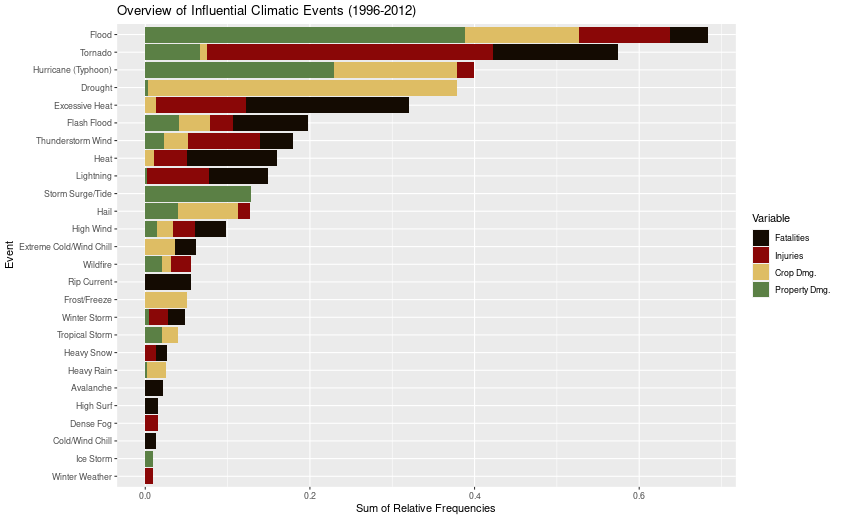 Overview of Influential Climatic Events (1996-2012)
Event
Flood
Tornado
Hurricane (Typhoon)
Drought
Excessive Heat
Flash Flood
Thunderstorm Wind
Heat
Lightning
Storm Surge/Tide
Hail
High Wind
Extreme Cold/Wind Chill
Wildfire
Rip Current
Frost/Freeze
Winter Storm
Tropical Storm
Heavy Snow
Heavy Rain
Avalanche
High Surf
Dense Fog
Cold/Wind Chill
Ice Storm
Winter Weather
0.0 0.2 0.4 0.6
Sum of Relative Frequencies
Variable
Fatalities
Injuries
Crop Dmg.
Property Dmg.